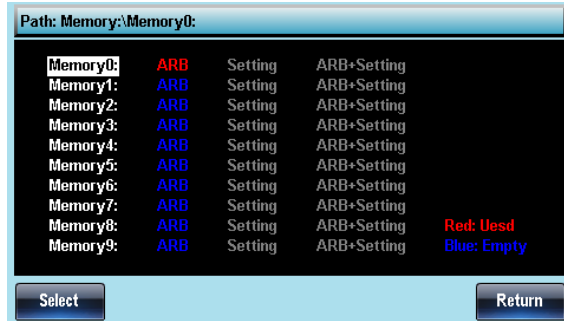 Path: Memory:\Memory0:
Memory0: ARB Setting ARB+Setting
Memory1: ARB Setting ARB+Setting
Memory2: ARB Setting ARB+Setting
Memory3: ARB Setting ARB+Setting
Memory4: ARB Setting ARB+Setting
Memory5: ARB Setting ARB+Setting
Memory6: ARB Setting ARB+Setting
Memory7: ARB Setting ARB+Setting
Memory8: ARB Setting ARB+Setting Red: Uesd
Memory9: ARB Setting ARB+Setting Blue: Empty
Select Return